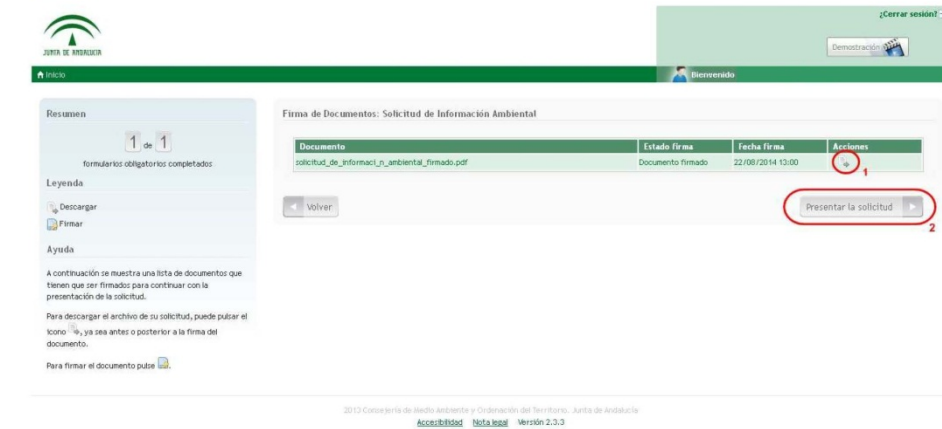 ¿Cerrar sesión?
JUNTA DE ANDALUCIA
Demostración
Inicio
Bienvenido
Resumen
1 de 1
formularios obligatorios completados
Leyenda
Descargar
Firmar
Ayuda
A continuación se muestra una lista de documentos que
tienen que ser firmados para continuar con la
presentación de la solicitud.
Para descargar el archivo de su solicitud, puede pulsar el
icono , ya sea antes o posterior a la firma del
documento.
Para firmar el documento pulse .
Firma de Documentos: Solicitud de Información Ambiental
Documento Estado firma Fecha firma Acciones
solicitud_de_informaci_n_ambiental_firmado.pdf Documento firmado 22/08/2014 13:00
1
Volver
Presentar la solicitud
2
2013 Consejería de Medio Ambiente y Ordenación del Territorio. Junta de Andalucía
Accesibilidad Nota legal Versión 2.3.3